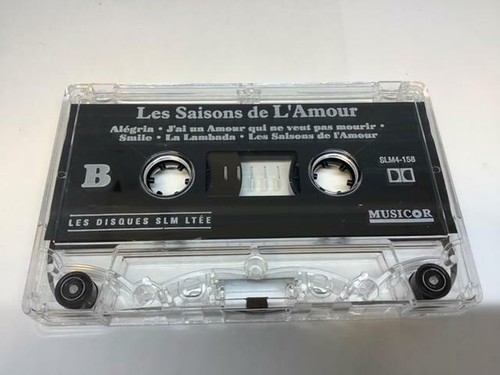 Les Saisons de L'Amour
Alégria • J'ai un Amour qui ne veut pas mourir •
Smile • La Lambada • Les Saisons de l'Amour
SLM4-158
B
LES DISQUES SLM LTÉE
MUSICOR